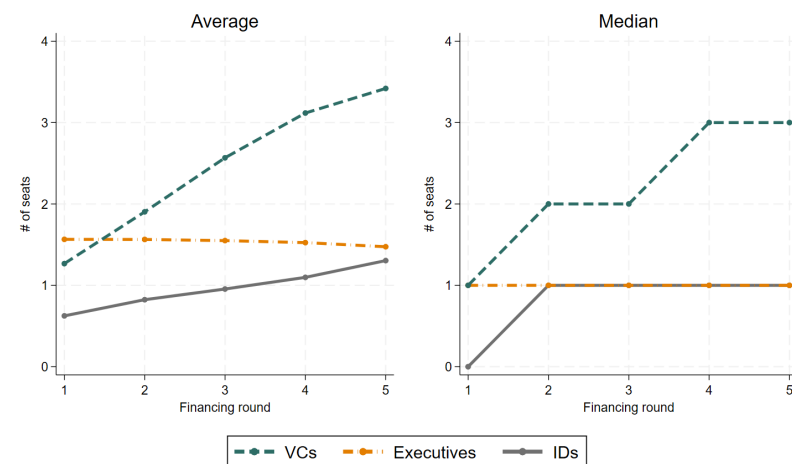 Average
4
3
2
1
0
# of seats
1 2 3 4 5
Financing round
Median
4
3
2
1
0
# of seats
1 2 3 4 5
Financing round
VCs Executives IDs